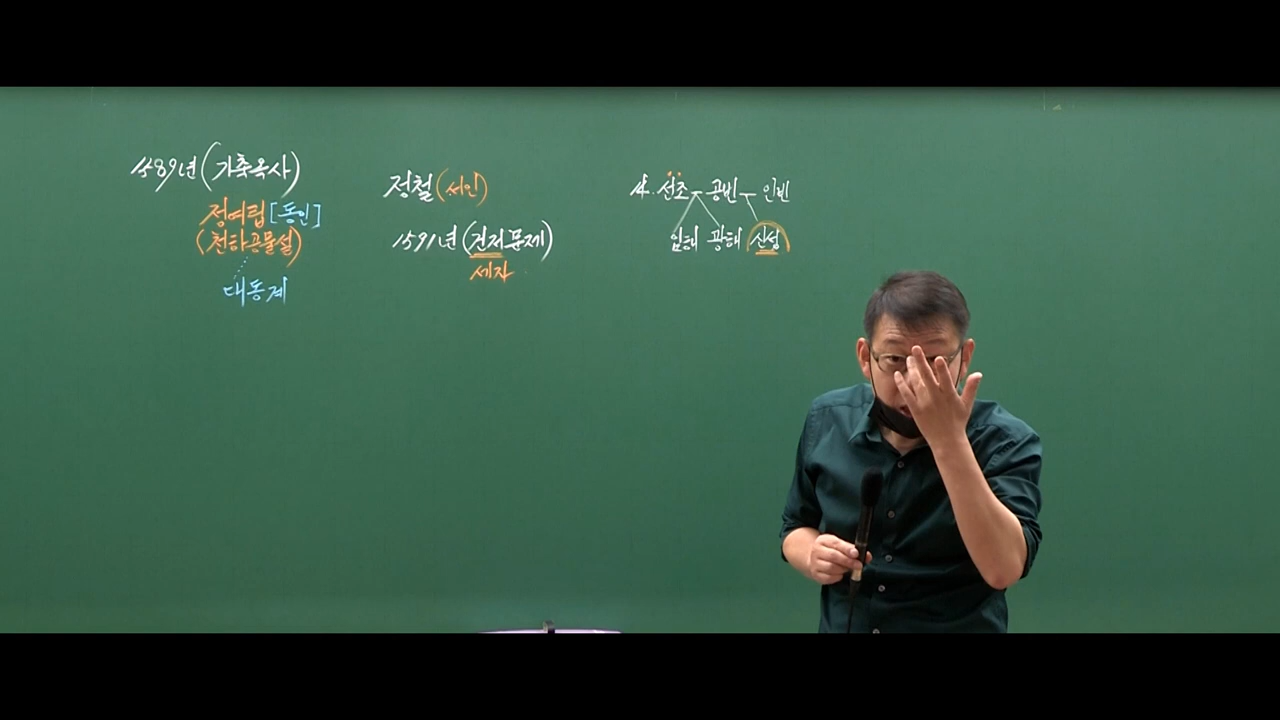 1589년(기축옥사)
정여립[동인]
(천하공물설)
대동계
정철(서인)
1591년(건저문제)
세자
14. 선조 공빈 인빈
임해 광해 신성